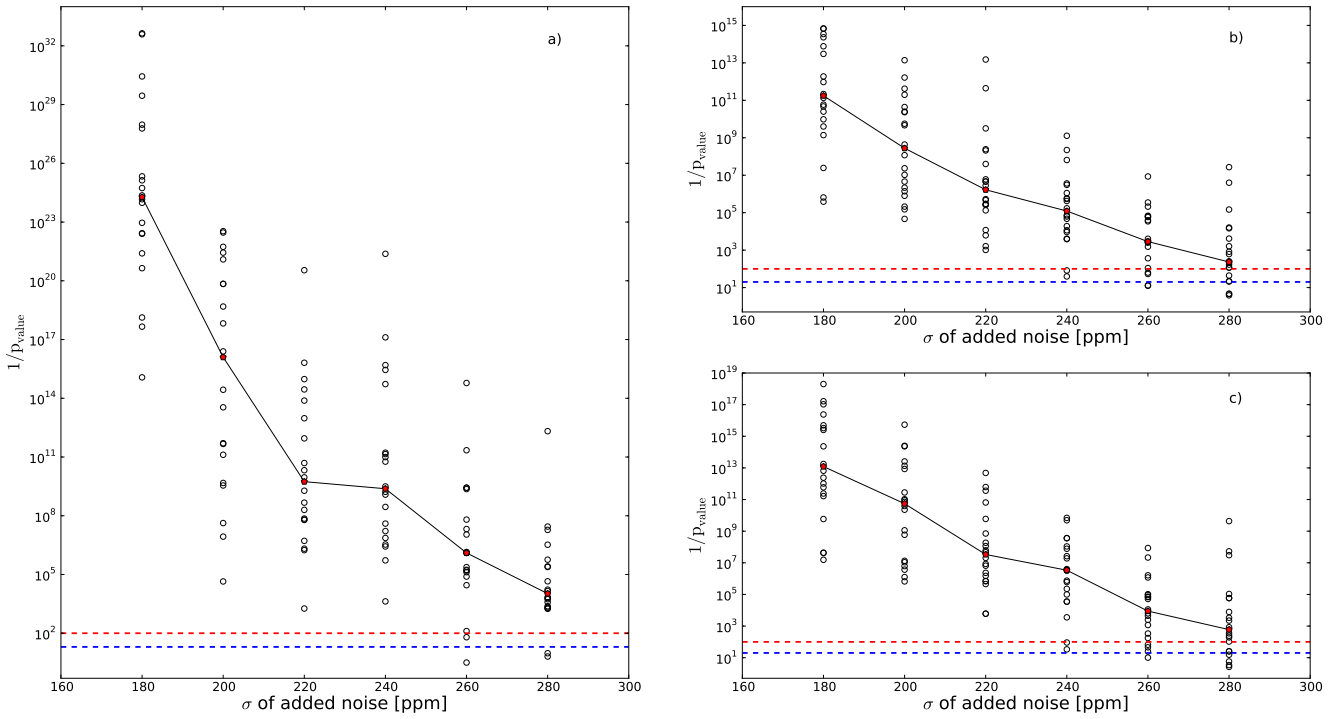 a)
1/p_value
10^32
10^29
10^26
10^23
10^20
10^17
10^14
10^11
10^8
10^5
10^2
160 180 200 220 240 260 280 300
σ of added noise [ppm]
b)
1/p_value
10^15
10^13
10^11
10^9
10^7
10^5
10^3
10^1
160 180 200 220 240 260 280 300
σ of added noise [ppm]
c)
1/p_value
10^19
10^17
10^15
10^13
10^11
10^9
10^7
10^5
10^3
10^1
160 180 200 220 240 260 280 300
σ of added noise [ppm]